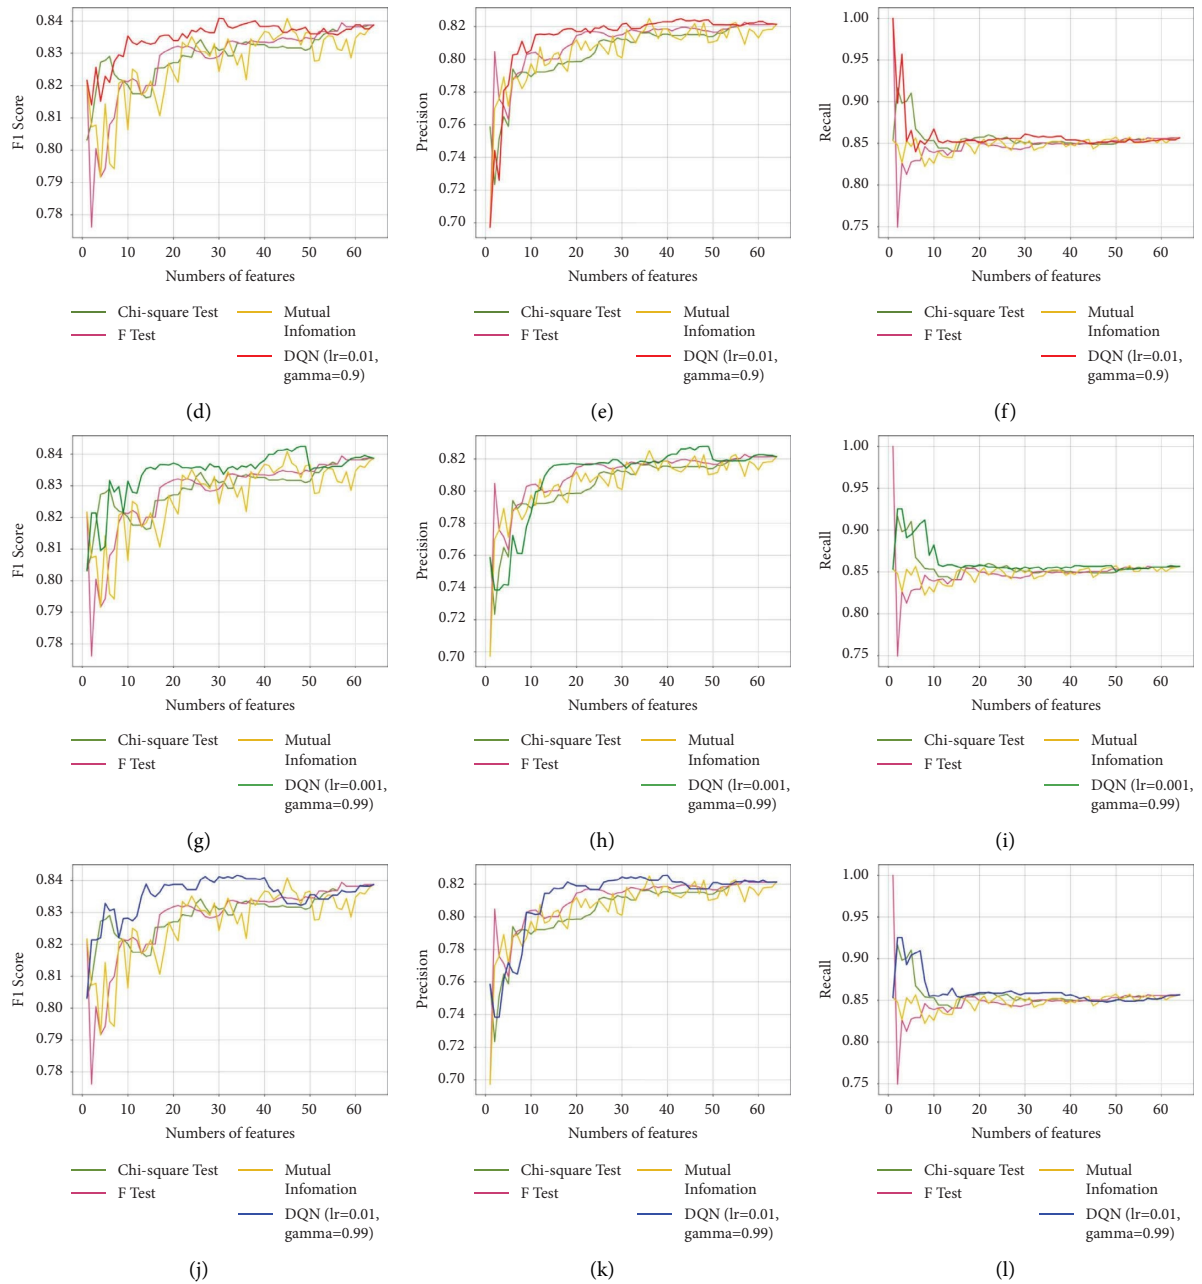 F1 Score
0.84
0.83
0.82
0.81
0.80
0.79
0.78
0 10 20 30 40 50 60
Numbers of features
Chi-square Test
F Test
Mutual
Infomation
DQN (lr=0.01,
gamma=0.9)
(d)
Precision
0.82
0.80
0.78
0.76
0.74
0.72
0.70
0 10 20 30 40 50 60
Numbers of features
Chi-square Test
F Test
Mutual
Infomation
DQN (lr=0.01,
gamma=0.9)
(e)
Recall
1.00
0.95
0.90
0.85
0.80
0.75
0 10 20 30 40 50 60
Numbers of features
Chi-square Test
F Test
Mutual
Infomation
DQN (lr=0.01,
gamma=0.9)
(f)
F1 Score
0.84
0.83
0.82
0.81
0.80
0.79
0.78
0 10 20 30 40 50 60
Numbers of features
Chi-square Test
F Test
Mutual
Infomation
DQN (lr=0.001,
gamma=0.99)
(g)
Precision
0.82
0.80
0.78
0.76
0.74
0.72
0.70
0 10 20 30 40 50 60
Numbers of features
Chi-square Test
F Test
Mutual
Infomation
DQN (lr=0.001,
gamma=0.99)
(h)
Recall
1.00
0.95
0.90
0.85
0.80
0.75
0 10 20 30 40 50 60
Numbers of features
Chi-square Test
F Test
Mutual
Infomation
DQN (lr=0.001,
gamma=0.99)
(i)
F1 Score
0.84
0.83
0.82
0.81
0.80
0.79
0.78
0 10 20 30 40 50 60
Numbers of features
Chi-square Test
F Test
Mutual
Infomation
DQN (lr=0.01,
gamma=0.99)
(j)
Precision
0.82
0.80
0.78
0.76
0.74
0.72
0.70
0 10 20 30 40 50 60
Numbers of features
Chi-square Test
F Test
Mutual
Infomation
DQN (lr=0.01,
gamma=0.99)
(k)
Recall
1.00
0.95
0.90
0.85
0.80
0.75
0 10 20 30 40 50 60
Numbers of features
Chi-square Test
F Test
Mutual
Infomation
DQN (lr=0.01,
gamma=0.99)
(l)